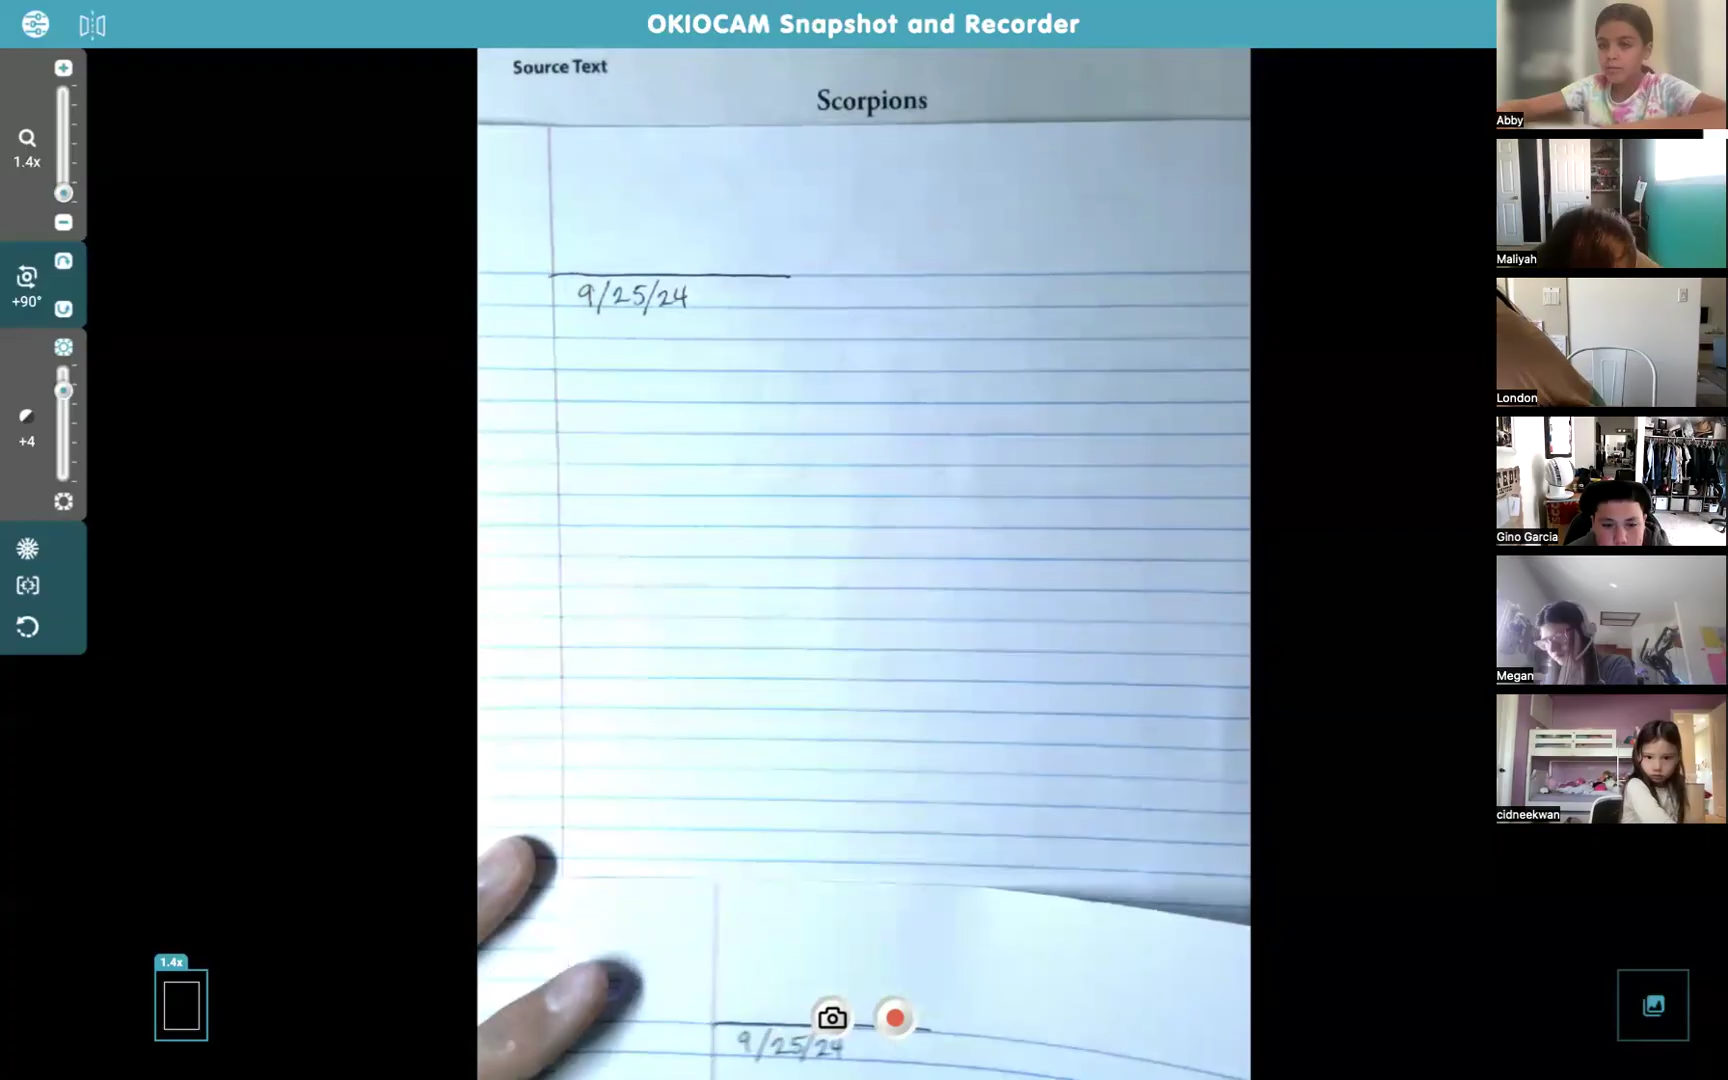 OKIOCAM Snapshot and Recorder
Source Text
Scorpions
9/25/24
9/25/24
1.4x
+90°
+4
1.4x
Abby
Maliyah
London
Gino Garcia
Megan
cidneekwan